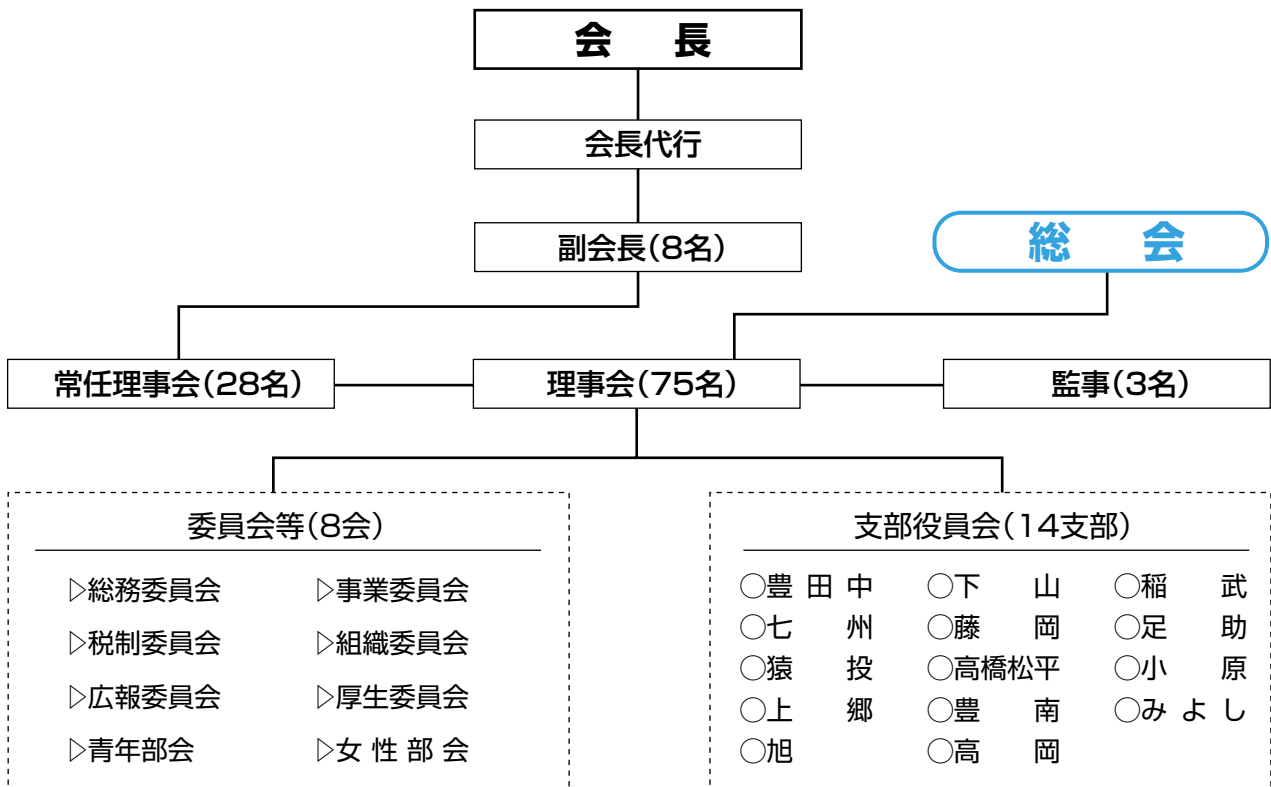 会長
会長代行
副会長(8名)
総会
常任理事会(28名)
理事会(75名)
監事(3名)
委員会等(8会)
▷総務委員会 ▷事業委員会
▷税制委員会 ▷組織委員会
▷広報委員会 ▷厚生委員会
▷青年部会 ▷女性部会
支部役員会(14支部)
○豊田中 ○下山 ○稲武
○七州 ○藤岡 ○足助
○猿投 ○高橋松平 ○小原
○上郷 ○豊南 ○みよし
○旭 ○高岡